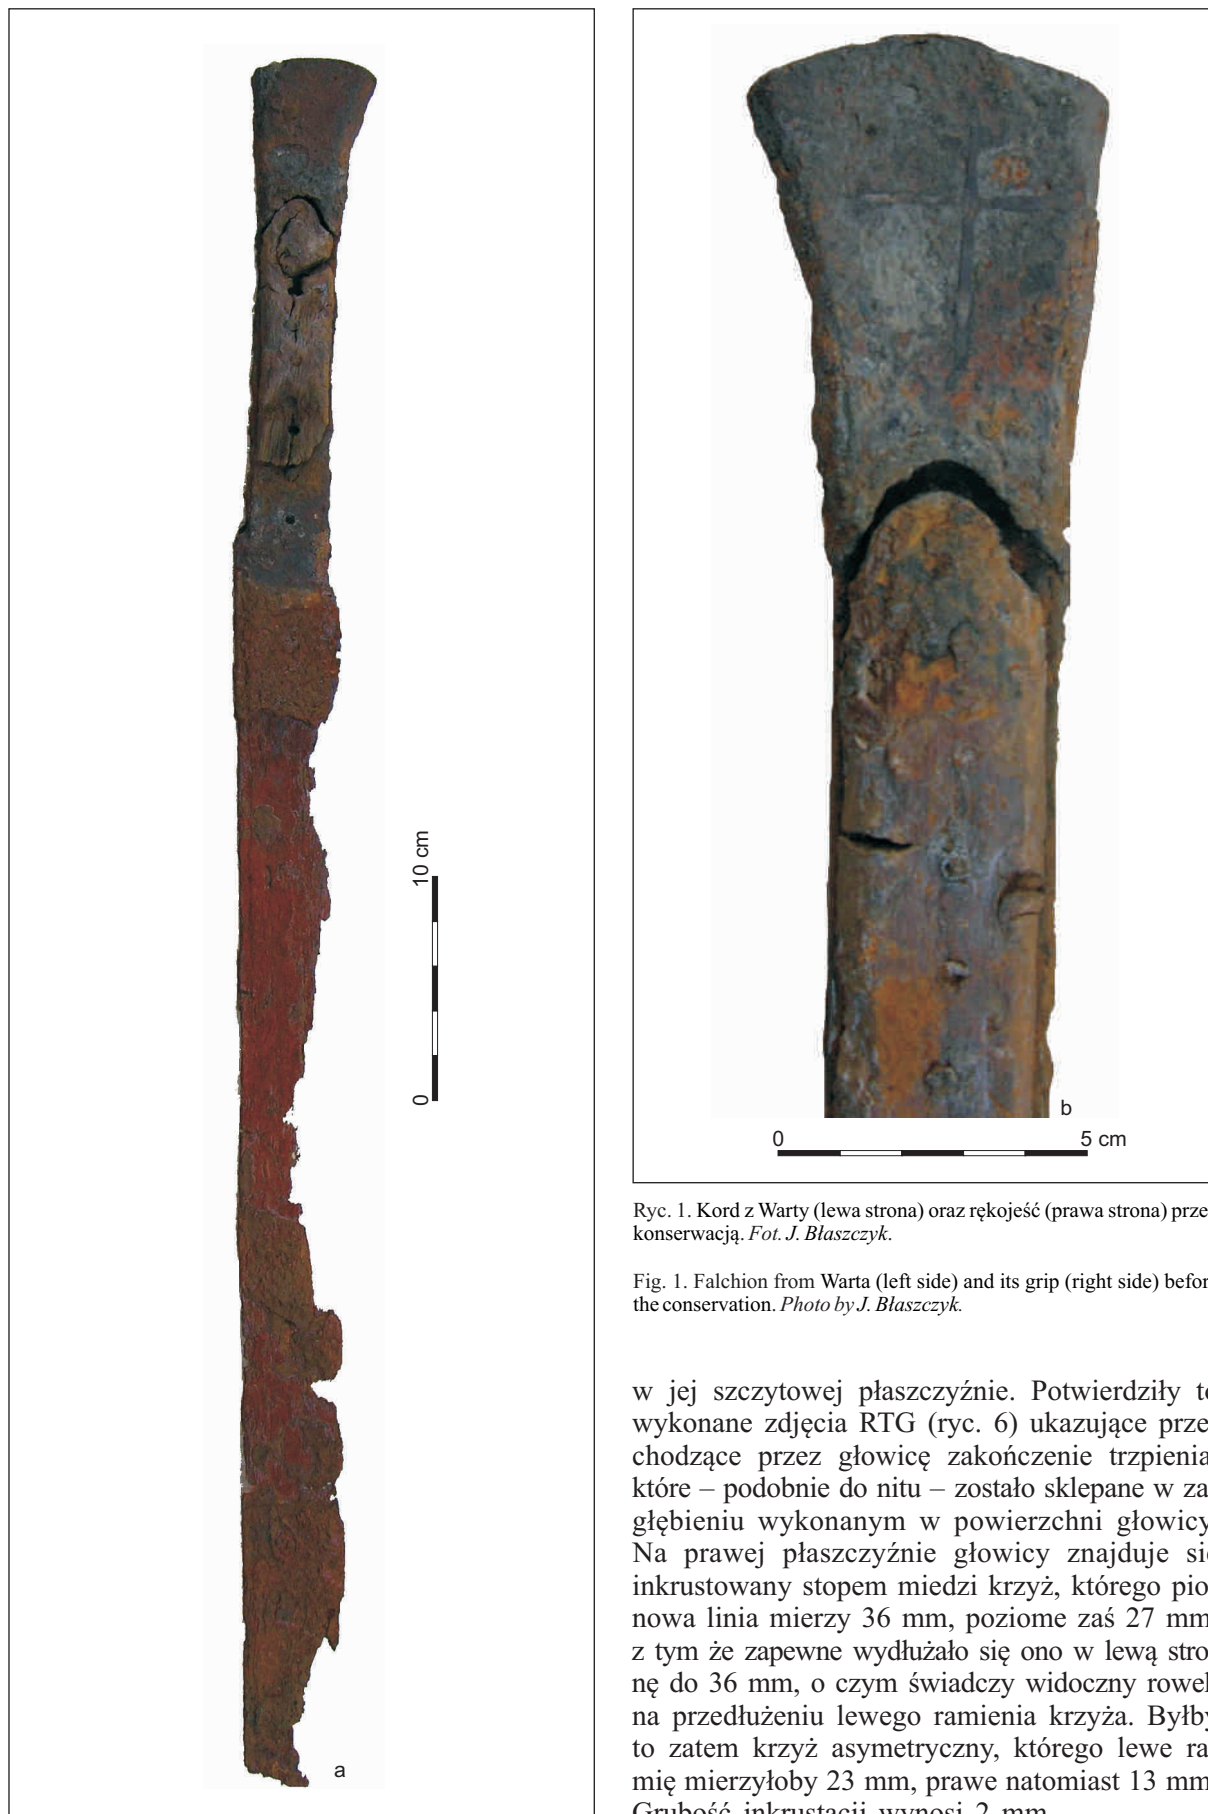 10 cm
0
a
b
0 5 cm
Ryc. 1. Kord z Warty (lewa strona) oraz rękojeść (prawa strona) prze
konserwacją. Fot. J. Błaszczyk.
Fig. 1. Falchion from Warta (left side) and its grip (right side) befor
the conservation. Photo by J. Błaszczyk.
w jej szczytowej płaszczyźnie. Potwierdziły to
wykonane zdjęcia RTG (ryc. 6) ukazujące prze
chodzące przez głowicę zakończenie trzpienia
które – podobnie do nitu – zostało sklepane w za
głębieniu wykonanym w powierzchni głowicy
Na prawej płaszczyźnie głowicy znajduje się
inkrustowany stopem miedzi krzyż, którego pio
nowa linia mierzy 36 mm, poziome zaś 27 mm
z tym że zapewne wydłużało się ono w lewą stro
nę do 36 mm, o czym świadczy widoczny rowek
na przedłużeniu lewego ramienia krzyża. Byłby
to zatem krzyż asymetryczny, którego lewe ra
mię mierzyłoby 23 mm, prawe natomiast 13 mm
Grubość inkrustacji wynosi 2 mm